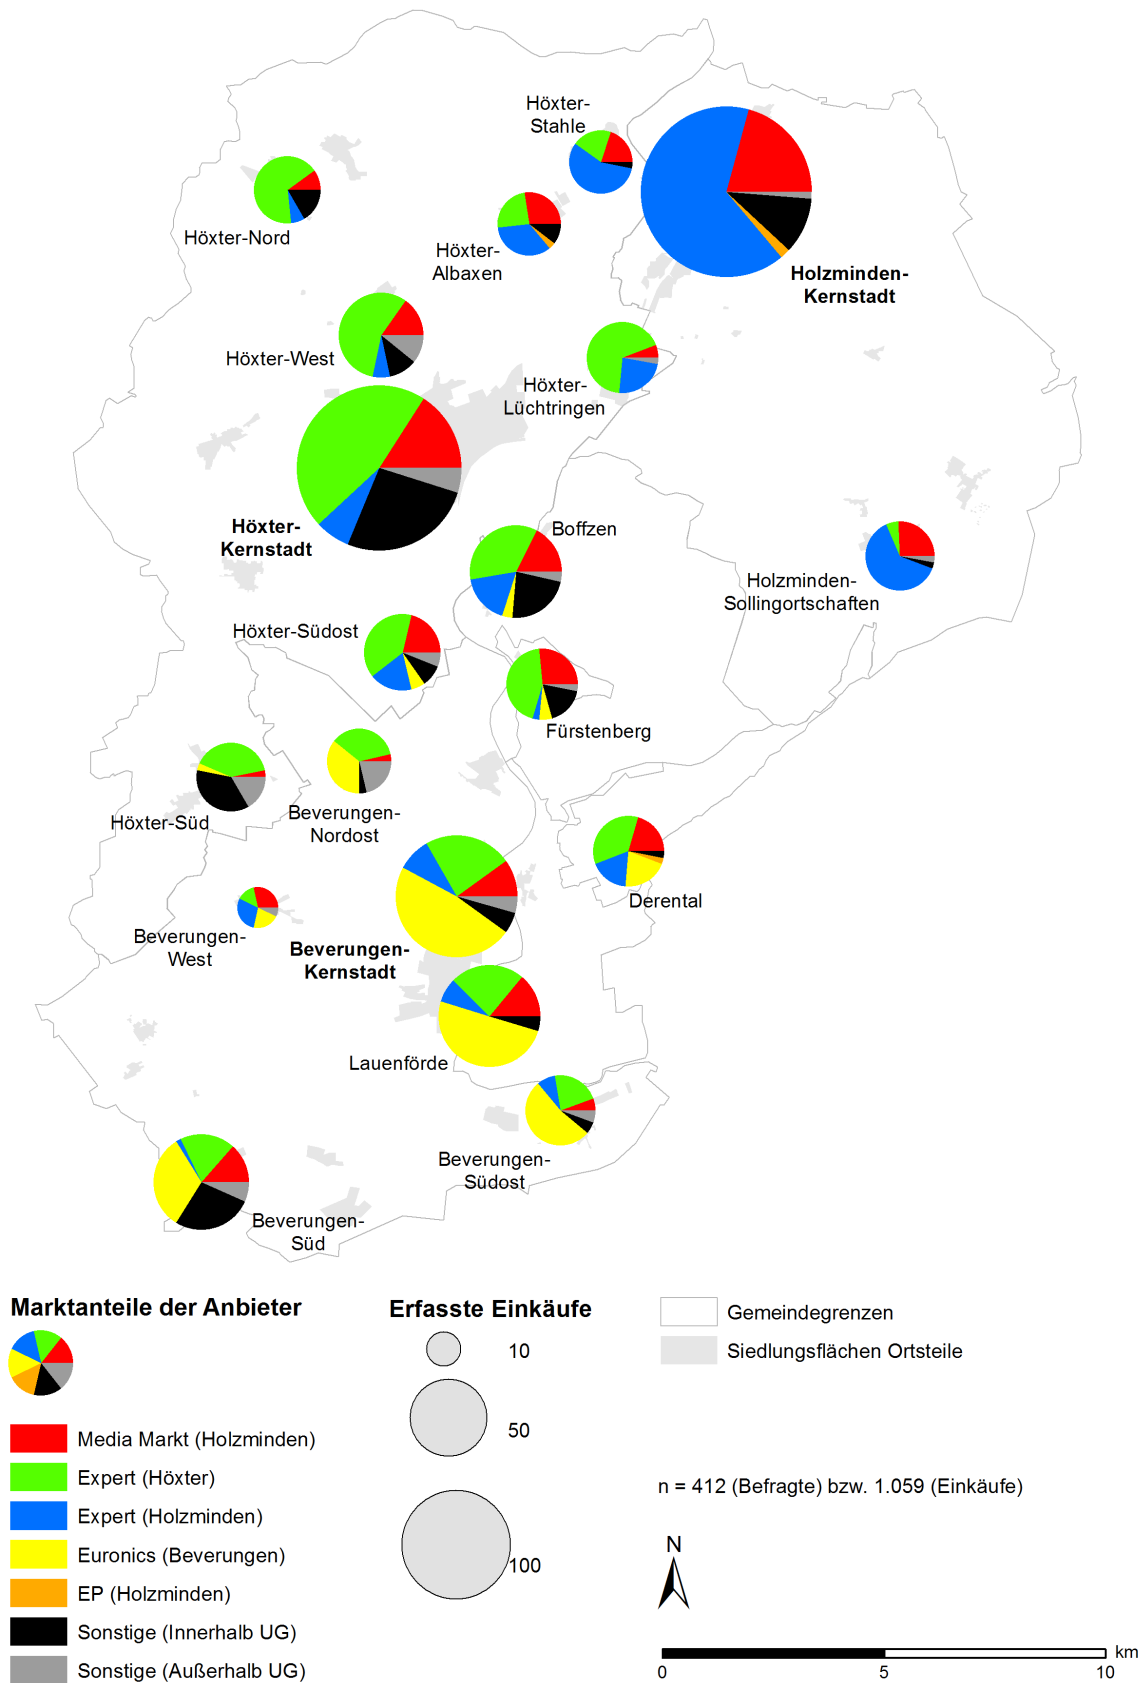 Höxter-
Stahle
Höxter-Nord
Höxter-
Albaxen
Holzminden-
Kernstadt
Höxter-West
Höxter-
Lüchtringen
Höxter-
Kernstadt
Boffzen
Holzminden-
Sollingortschaften
Höxter-Südost
Fürstenberg
Höxter-Süd
Beverungen-
Nordost
Derental
Beverungen-
West
Beverungen-
Kernstadt
Lauenförde
Beverungen-
Südost
Beverungen-
Süd
Marktanteile der Anbieter
Media Markt (Holzminden)
Expert (Höxter)
Expert (Holzminden)
Euronics (Beverungen)
EP (Holzminden)
Sonstige (Innerhalb UG)
Sonstige (Außerhalb UG)
Erfasste Einkäufe
10
50
100
Gemeindegrenzen
Siedlungsflächen Ortsteile
n = 412 (Befragte) bzw. 1.059 (Einkäufe)
N
km
0 5 10